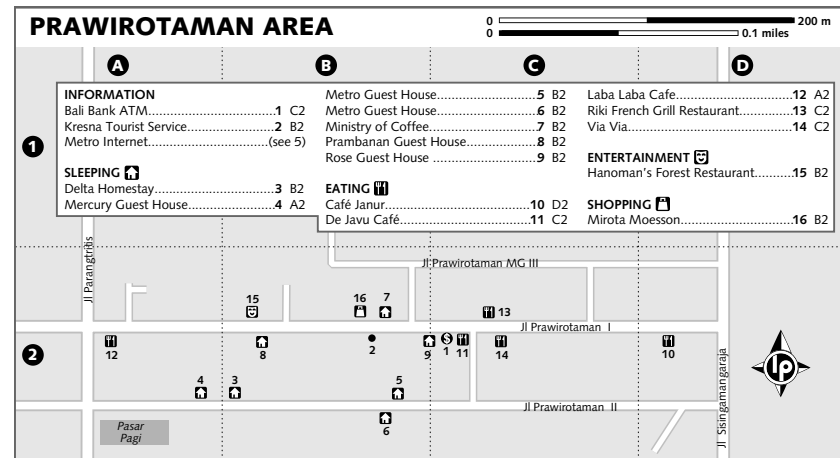 PRAWIROTAMAN AREA
0 200 m
0 0.1 miles
A B C D
1
INFORMATION
Bali Bank ATM..............................1 C2
Kresna Tourist Service................2 B2
Metro Internet......................(see 5)
SLEEPING
Delta Homestay..........................3 B2
Mercury Guest House.................4 A2
Metro Guest House.....................5 B2
Metro Guest House.....................6 B2
Ministry of Coffee........................7 B2
Prambanan Guest House............8 B2
Rose Guest House ......................9 B2
EATING
Café Janur.................................10 D2
De Javu Café..............................11 C2
Laba Laba Cafe..........................12 A2
Riki French Grill Restaurant.......13 C2
Via Via.......................................14 C2
ENTERTAINMENT
Hanoman's Forest Restaurant..........15 B2
SHOPPING
Mirota Moesson........................16 B2
Jl Parangtritis
Jl Prawirotaman MG III
15
16
7
13
Jl Prawirotaman I
2
12
8
2
9
$
1
11
14
10
lp
4
3
5
Jl Prawirotaman II
Jl Sisingamangaraja
Pasar
Pagi
6